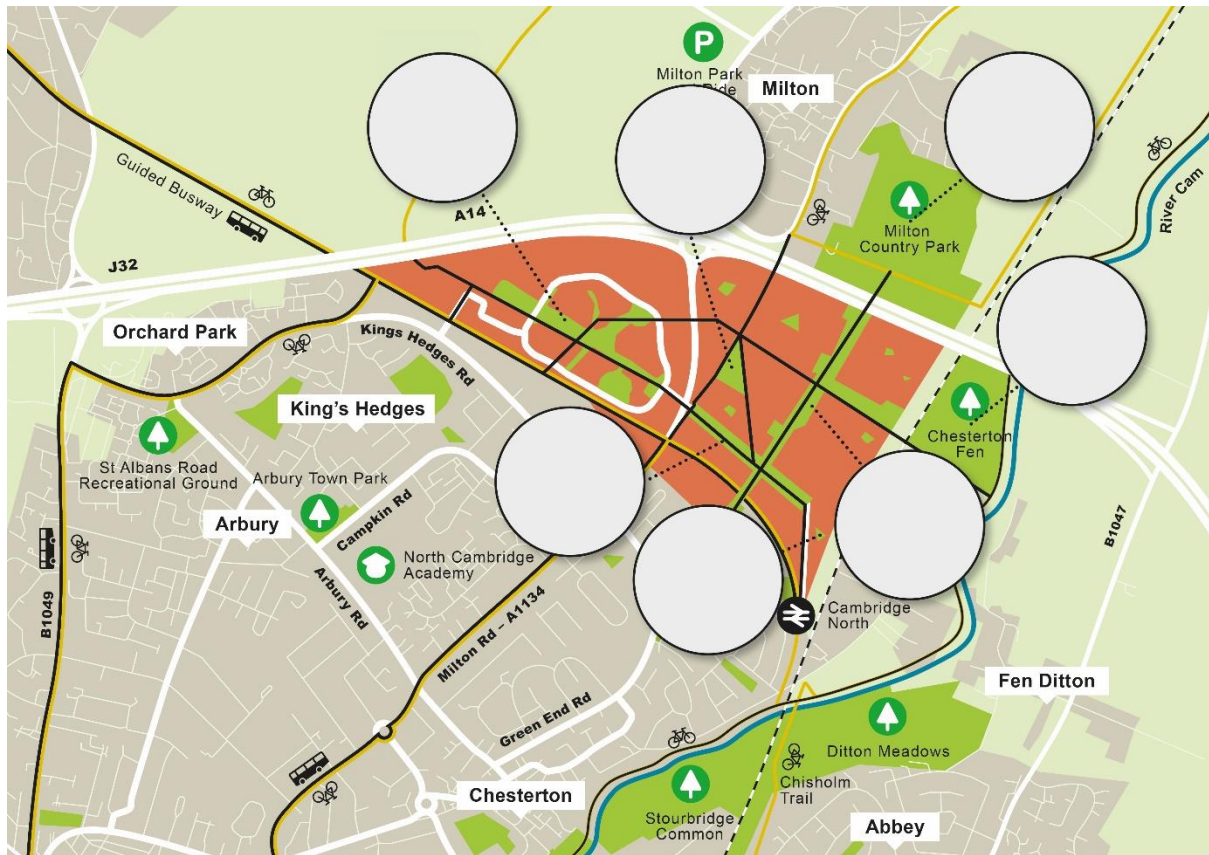 P
Milton Park
Ride
Milton
Guided Busway
A14
River Cam
Milton
Country Park
J32
Orchard Park
Kings Hedges Rd
King's Hedges
Chesterton
Fen
St Albans Road
Recreational Ground
Arbury Town Park
Arbury
Campkin Rd
North Cambridge
Academy
B1047
B1049
Arbury Rd
Milton Rd – A1134
Cambridge
North
Green End Rd
Fen Ditton
Ditton Meadows
Chisholm
Trail
Chesterton
Stourbridge
Common
Abbey